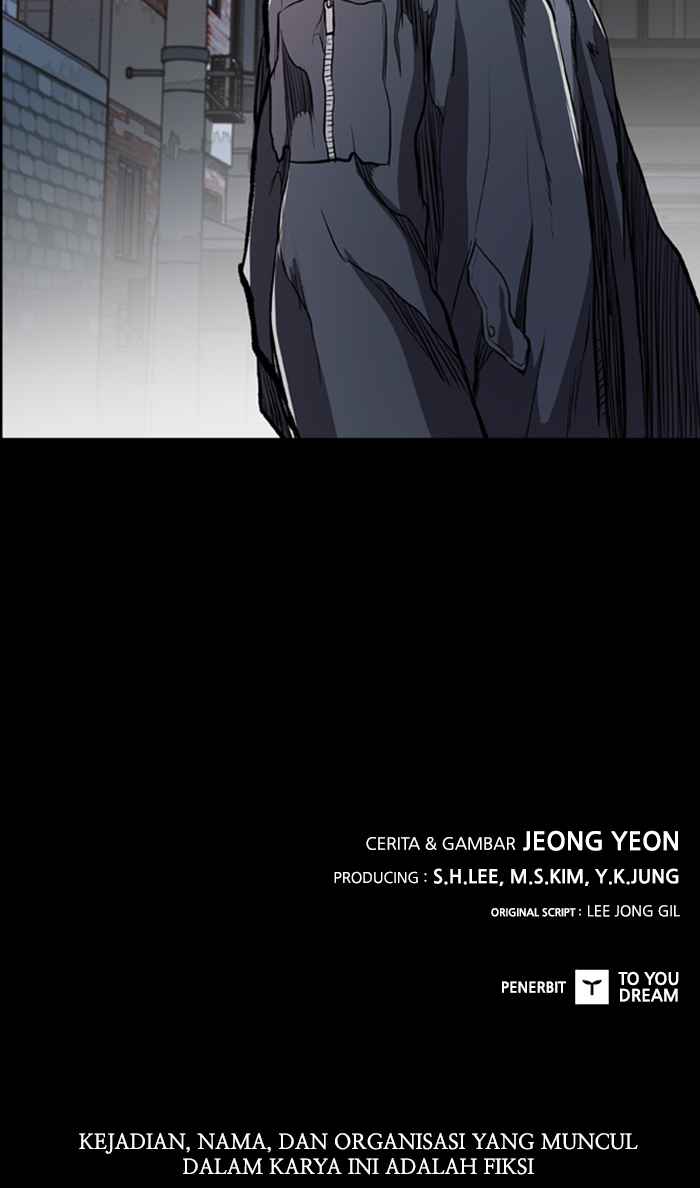 CERITA & GAMBAR JEONG YEON
PRODUCING : S.H.LEE, M.S.KIM, Y.K.JUNG
ORIGINAL SCRIPT : LEE JONG GIL
PENERBIT TO YOU
DREAM
KEJADIAN, NAMA, DAN ORGANISASI YANG MUNCUL
DALAM KARYA INI ADALAH FIKSI